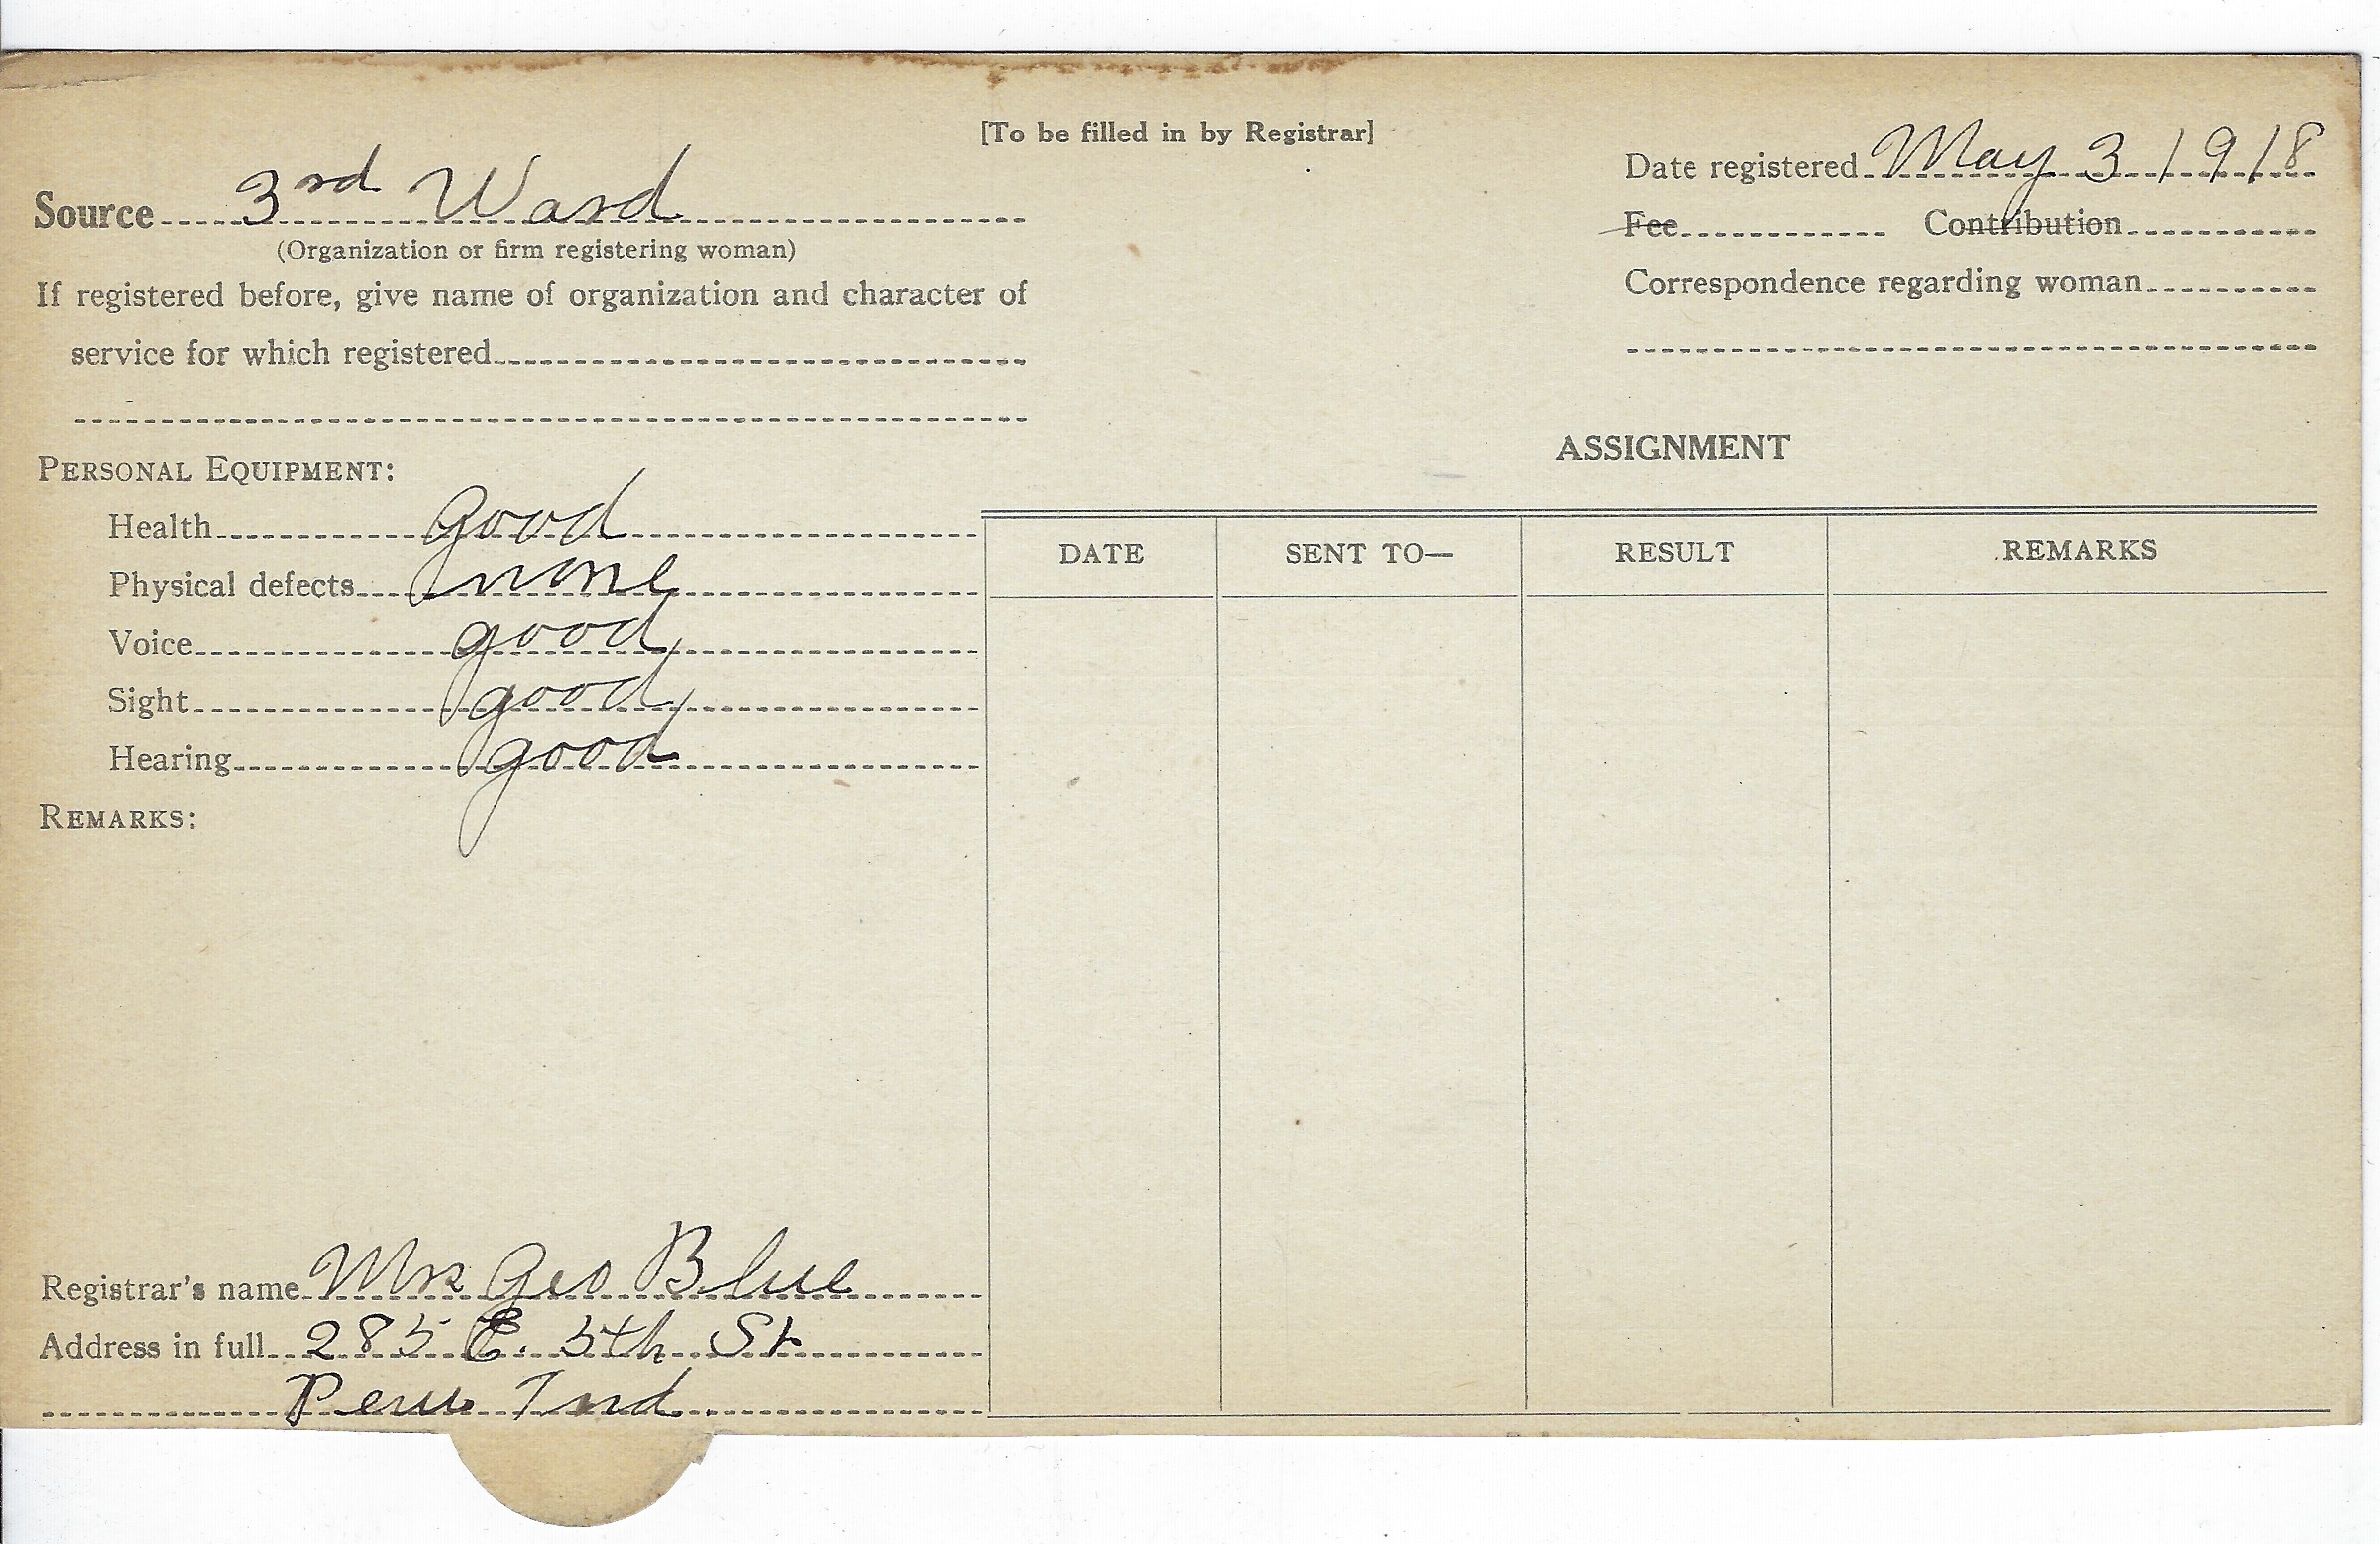 [To be filled in by Registrar]
Source 3rd Ward
(Organization or firm registering woman)
If registered before, give name of organization and character of
service for which registered
Date registered May 3 1918
Fee Contribution
Correspondence regarding woman
PERSONAL EQUIPMENT:
Health good
Physical defects none
Voice good
Sight good
Hearing good
REMARKS:
ASSIGNMENT
DATE SENT TO— RESULT REMARKS
Registrar's name Mrs Geo Blue
Address in full 285 E. 5th St
Peru Ind.